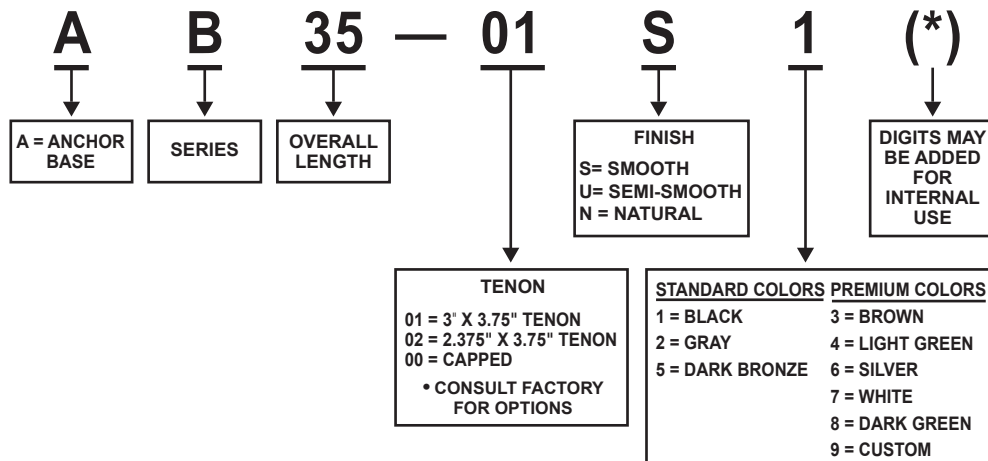 A B 35 — 01 S 1 (*)
A = ANCHOR
BASE
SERIES
OVERALL
LENGTH
FINISH
S= SMOOTH
U= SEMI-SMOOTH
N = NATURAL
DIGITS MAY
BE ADDED
FOR
INTERNAL
USE
TENON
01 = 3" X 3.75" TENON
02 = 2.375" X 3.75" TENON
00 = CAPPED
• CONSULT FACTORY
FOR OPTIONS
STANDARD COLORS
1 = BLACK
2 = GRAY
5 = DARK BRONZE
PREMIUM COLORS
3 = BROWN
4 = LIGHT GREEN
6 = SILVER
7 = WHITE
8 = DARK GREEN
9 = CUSTOM